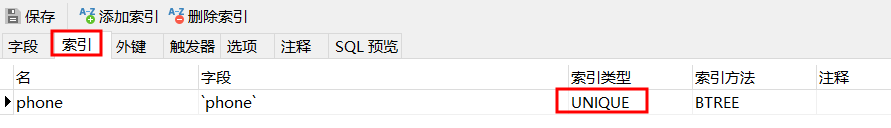 保存 添加索引 删除索引
字段 索引 外键 触发器 选项 注释 SQL 预览
名 字段 索引类型 索引方法 注释
phone `phone` UNIQUE BTREE